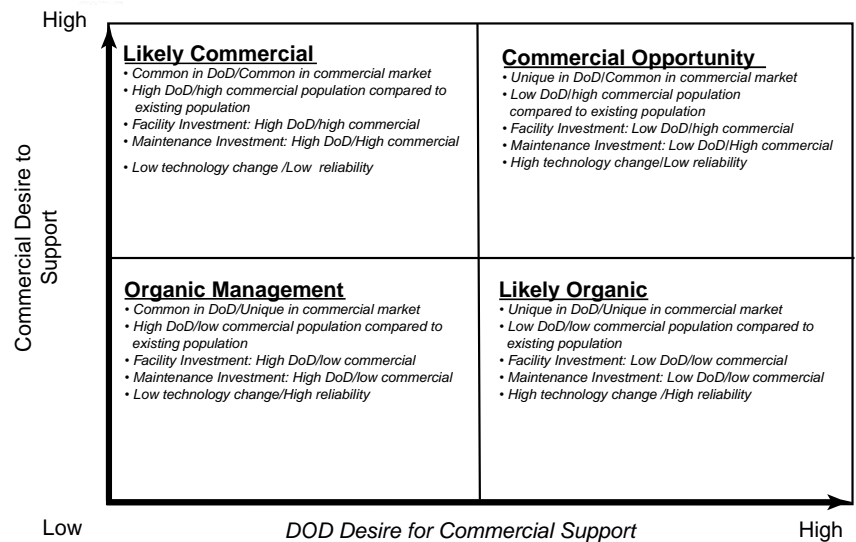 High
Commercial Desire to
Support
Likely Commercial
• Common in DoD/Common in commercial market
• High DoD/high commercial population compared to
existing population
• Facility Investment: High DoD/high commercial
• Maintenance Investment: High DoD/High commercial
• Low technology change /Low reliability
Commercial Opportunity
• Unique in DoD/Common in commercial market
• Low DoD/high commercial population
compared to existing population
• Facility Investment: Low DoD/high commercial
• Maintenance Investment: Low DoD/High commercial
• High technology change/Low reliability
Organic Management
• Common in DoD/Unique in commercial market
• High DoD/low commercial population compared to
existing population
• Facility Investment: High DoD/low commercial
• Maintenance Investment: High DoD/low commercial
• Low technology change/High reliability
Likely Organic
• Unique in DoD/Unique in commercial market
• Low DoD/low commercial population compared to
existing population
• Facility Investment: Low DoD/low commercial
• Maintenance Investment: Low DoD/low commercial
• High technology change /High reliability
Low
DOD Desire for Commercial Support
High